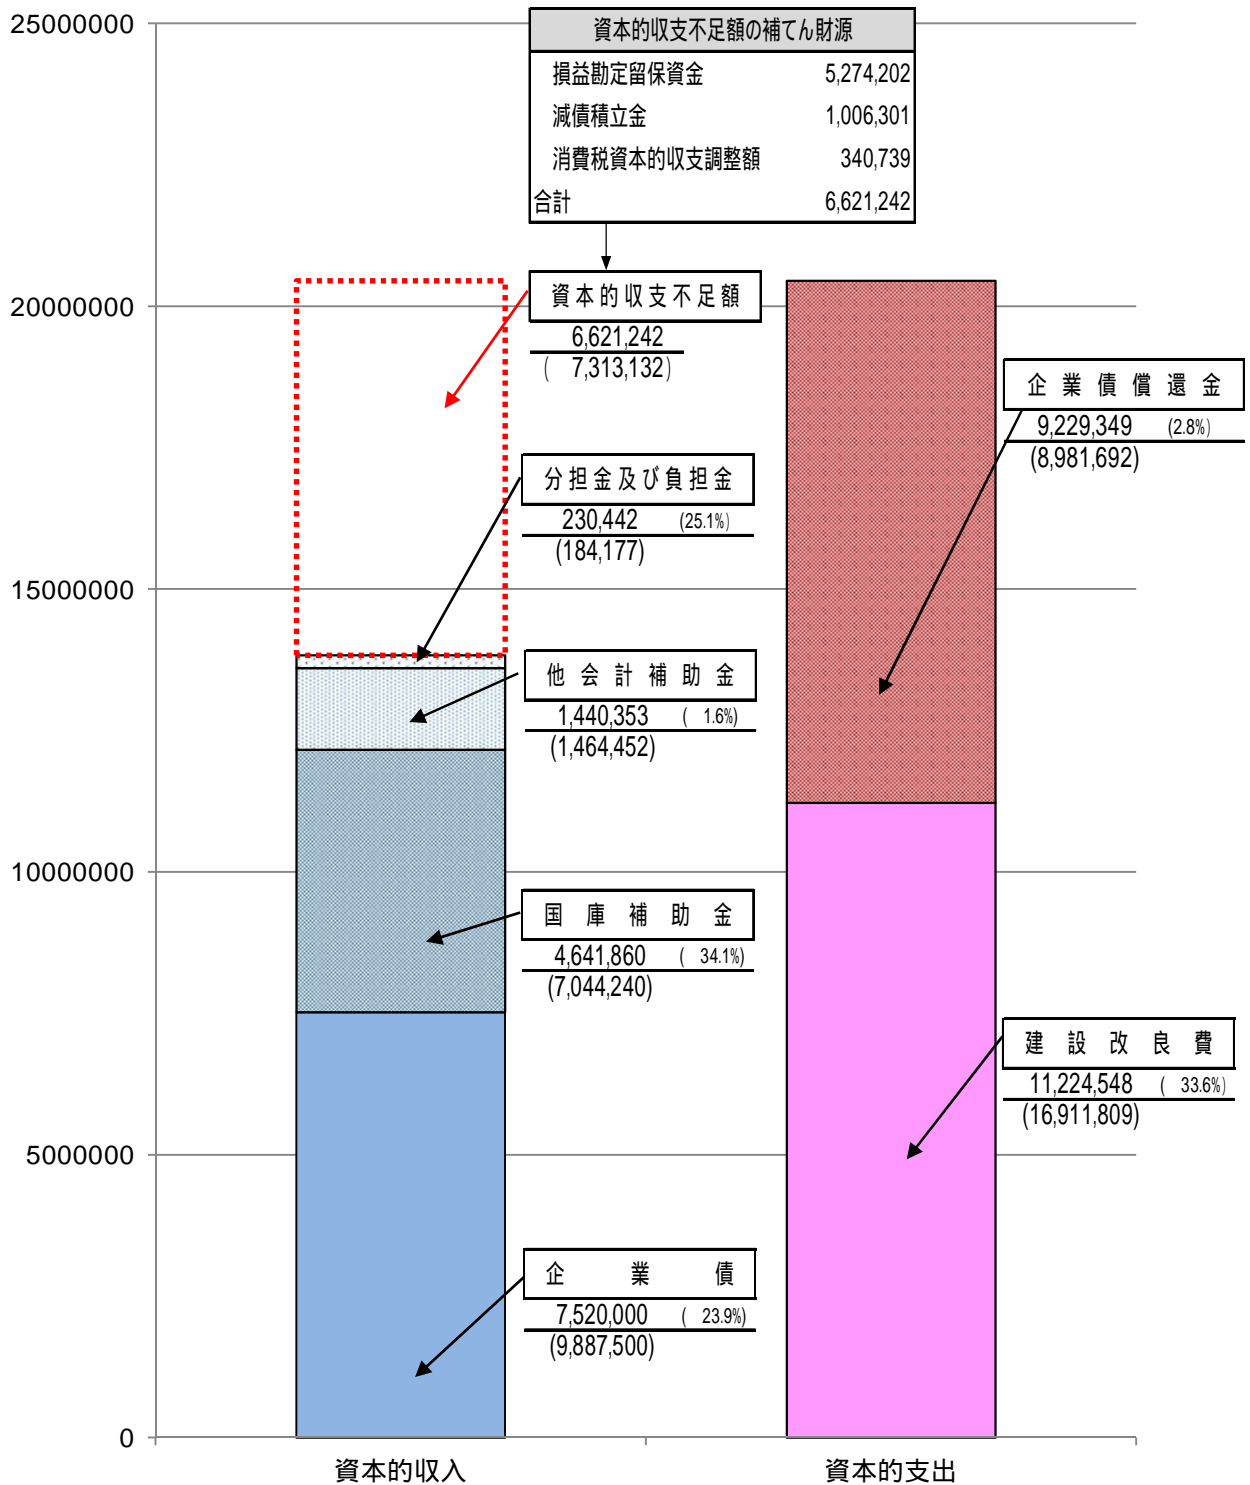 25000000
資本的収支不足額の補てん財源
損益勘定留保資金 5,274,202
減債積立金 1,006,301
消費税資本的収支調整額 340,739
合計 6,621,242
20000000
資本的収支不足額
6,621,242
( 7,313,132)
企業債償還金
9,229,349 (2.8%)
(8,981,692)
分担金及び負担金
230,442 (25.1%)
(184,177)
15000000
他会計補助金
1,440,353 ( 1.6%)
(1,464,452)
10000000
国庫補助金
4,641,860 ( 34.1%)
(7,044,240)
建設改良費
11,224,548 ( 33.6%)
(16,911,809)
5000000
企業債
7,520,000 ( 23.9%)
(9,887,500)
0
資本的収入 資本的支出